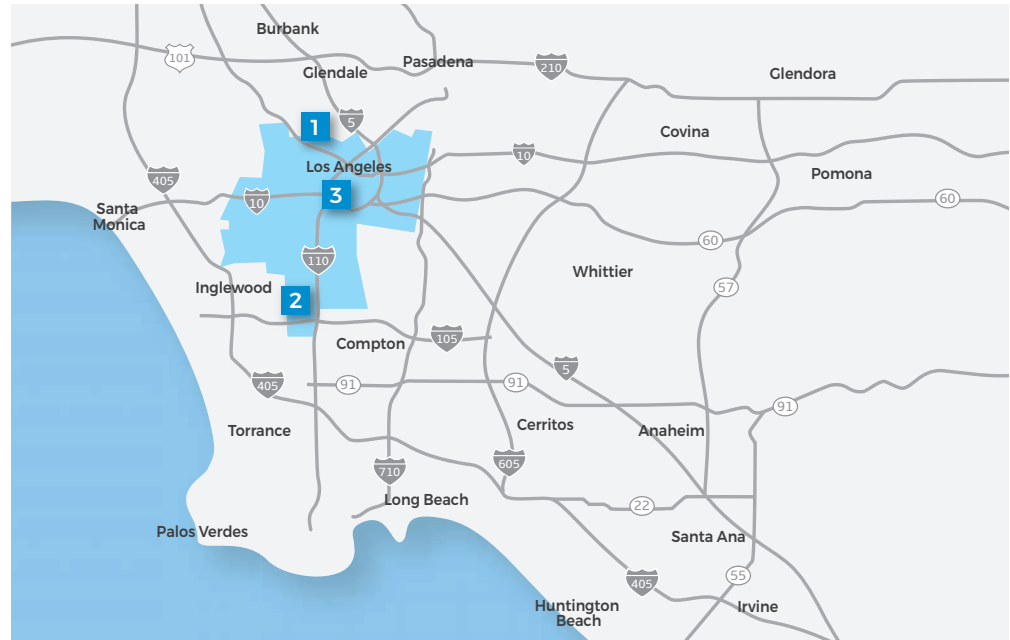 Burbank
101
Pasadena
210
Glendale
Glendora
5
1
Covina
10
Los Angeles
Pomona
405
3
10
60
Santa
Monica
60
110
Whittier
Inglewood
57
2
105
Compton
5
405
91
91
91
Cerritos
Torrance
Anaheim
605
710
Long Beach
22
Palos Verdes
Santa Ana
55
405
Huntington
Beach
Irvine